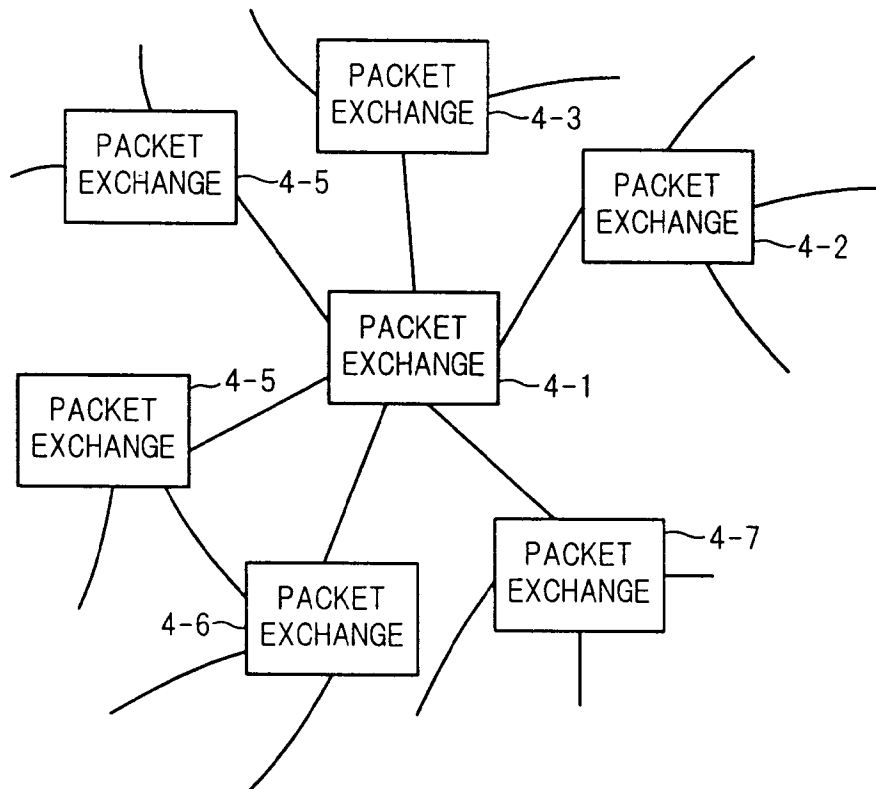 PACKET
EXCHANGE
4-3
PACKET
EXCHANGE
4-5
PACKET
EXCHANGE
4-2
PACKET
EXCHANGE
4-1
4-5
PACKET
EXCHANGE
4-7
PACKET
EXCHANGE
4-6
PACKET
EXCHANGE